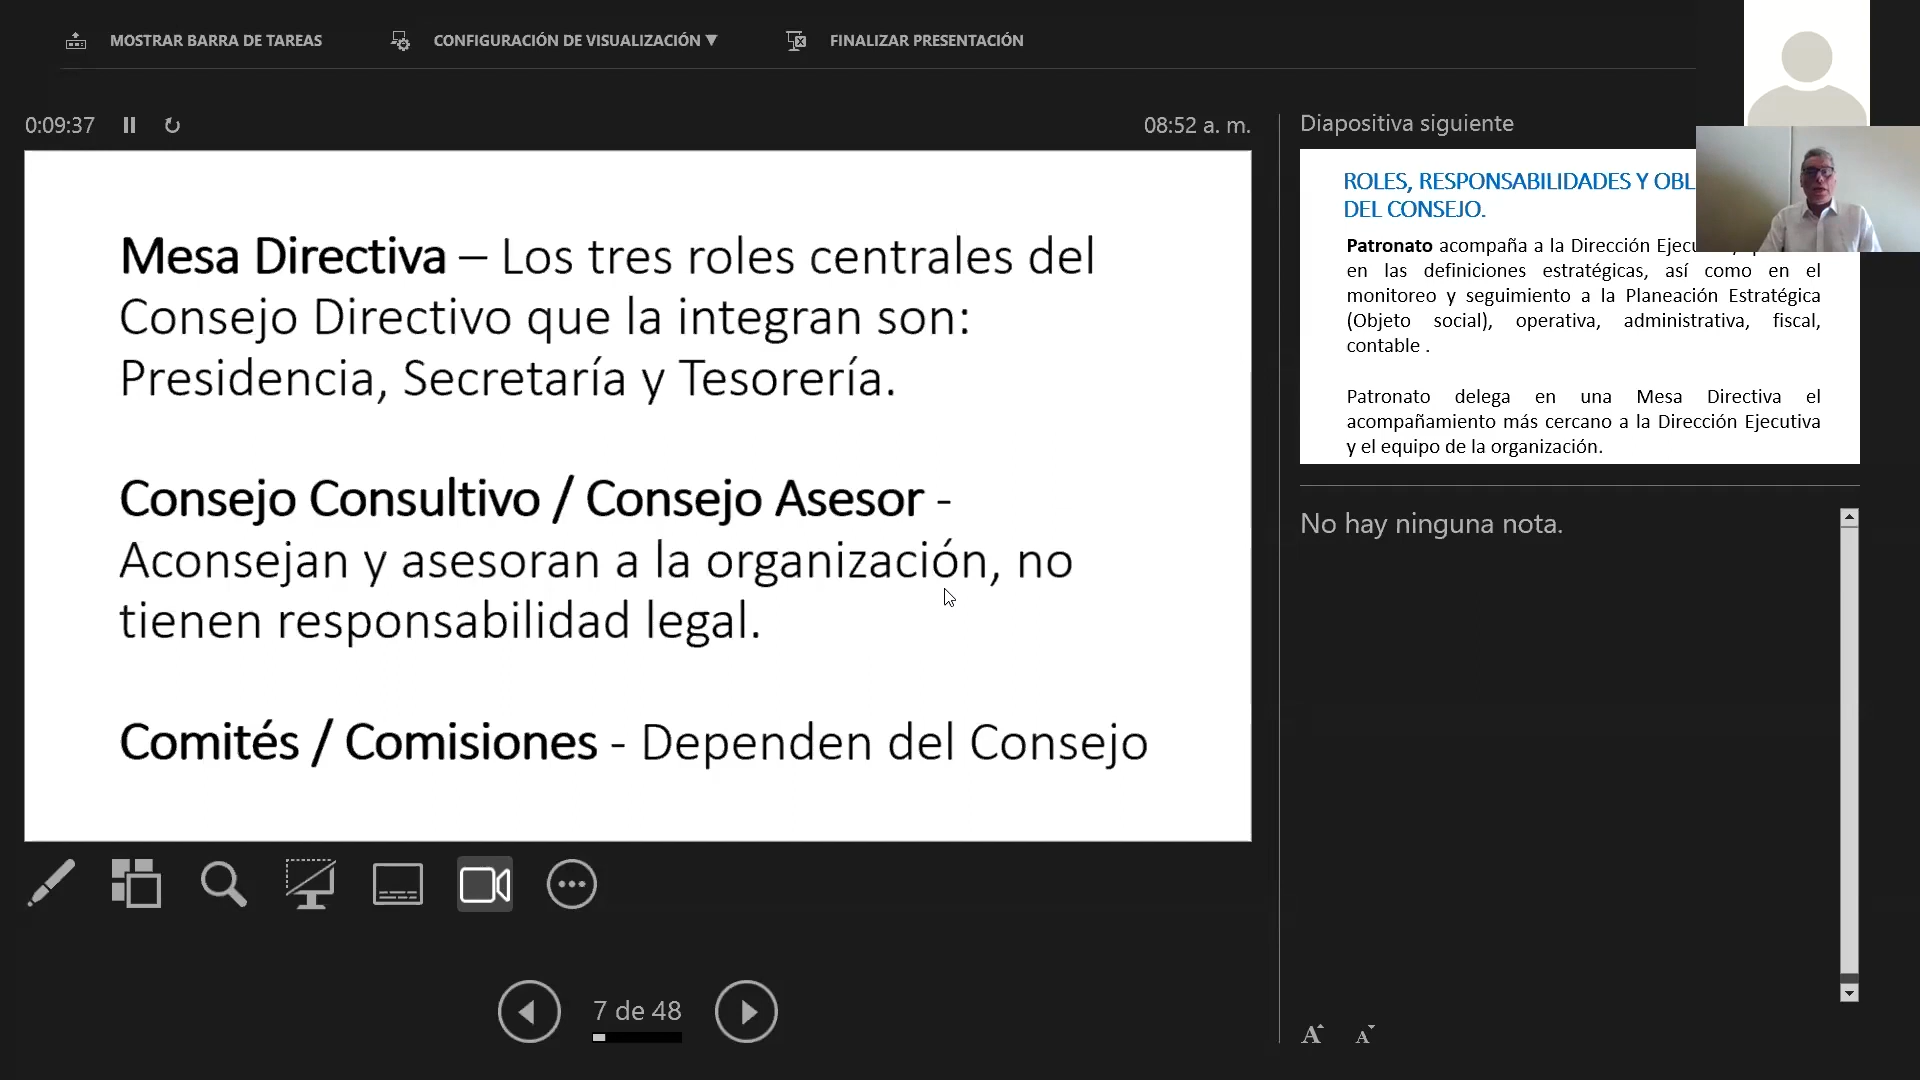 MOSTRAR BARRA DE TAREAS
CONFIGURACIÓN DE VISUALIZACIÓN ▼
FINALIZAR PRESENTACIÓN
0:09:37
08:52 a. m.
Mesa Directiva – Los tres roles centrales del
Consejo Directivo que la integran son:
Presidencia, Secretaría y Tesorería.
Consejo Consultivo / Consejo Asesor -
Aconsejan y asesoran a la organización, no
tienen responsabilidad legal.
Comités / Comisiones - Dependen del Consejo
7 de 48
Diapositiva siguiente
ROLES, RESPONSABILIDADES Y
DEL CONSEJO.
Patronato acompaña a la Dirección
en las definiciones estratégicas, así como en el
monitoreo y seguimiento a la Planeación Estratégica
(Objeto social), operativa, administrativa, fiscal,
contable .
Patronato delega en una Mesa Directiva el
acompañamiento más cercano a la Dirección Ejecutiva
y el equipo de la organización.
No hay ninguna nota.
A A